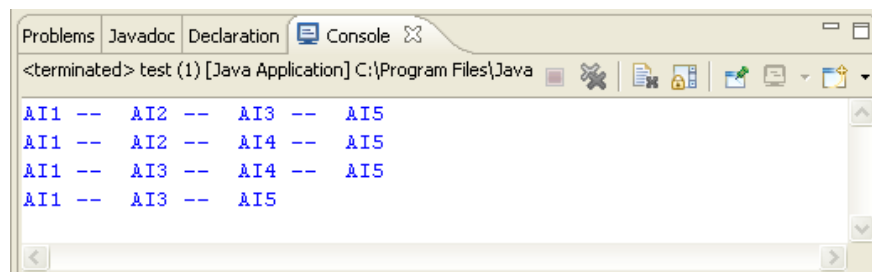 Problems Javadoc Declaration Console
<terminated> test (1) [Java Application] C:\Program Files\Java
AI1 -- AI2 -- AI3 -- AI5
AI1 -- AI2 -- AI4 -- AI5
AI1 -- AI3 -- AI4 -- AI5
AI1 -- AI3 -- AI5